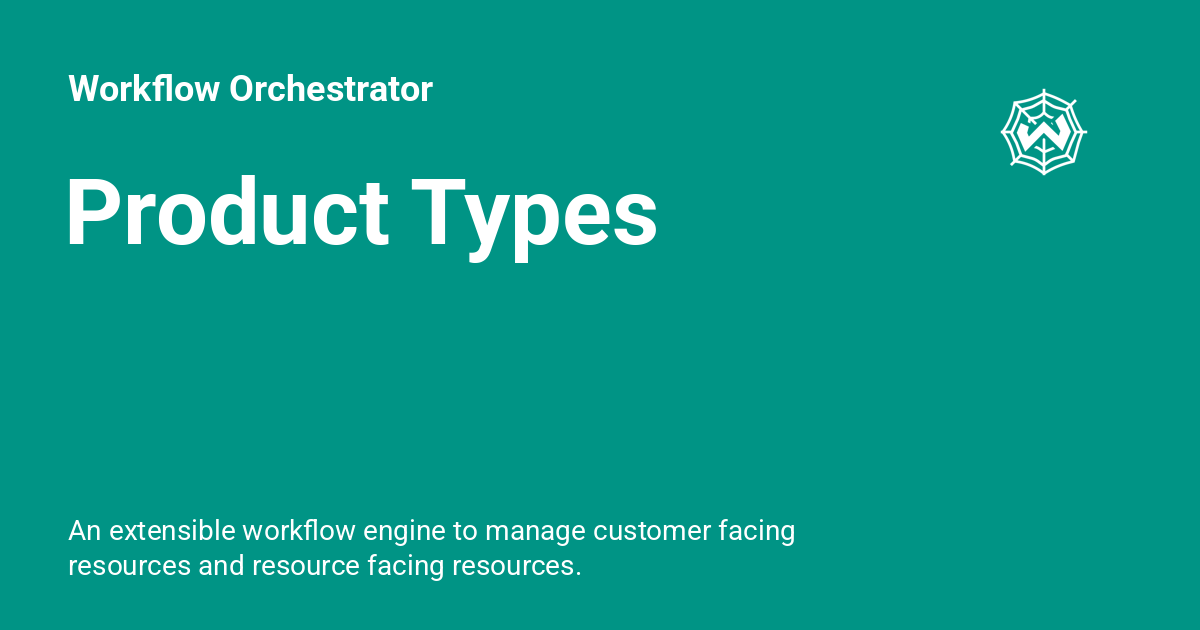 Workflow Orchestrator
Product Types
An extensible workflow engine to manage customer facing
resources and resource facing resources.
W